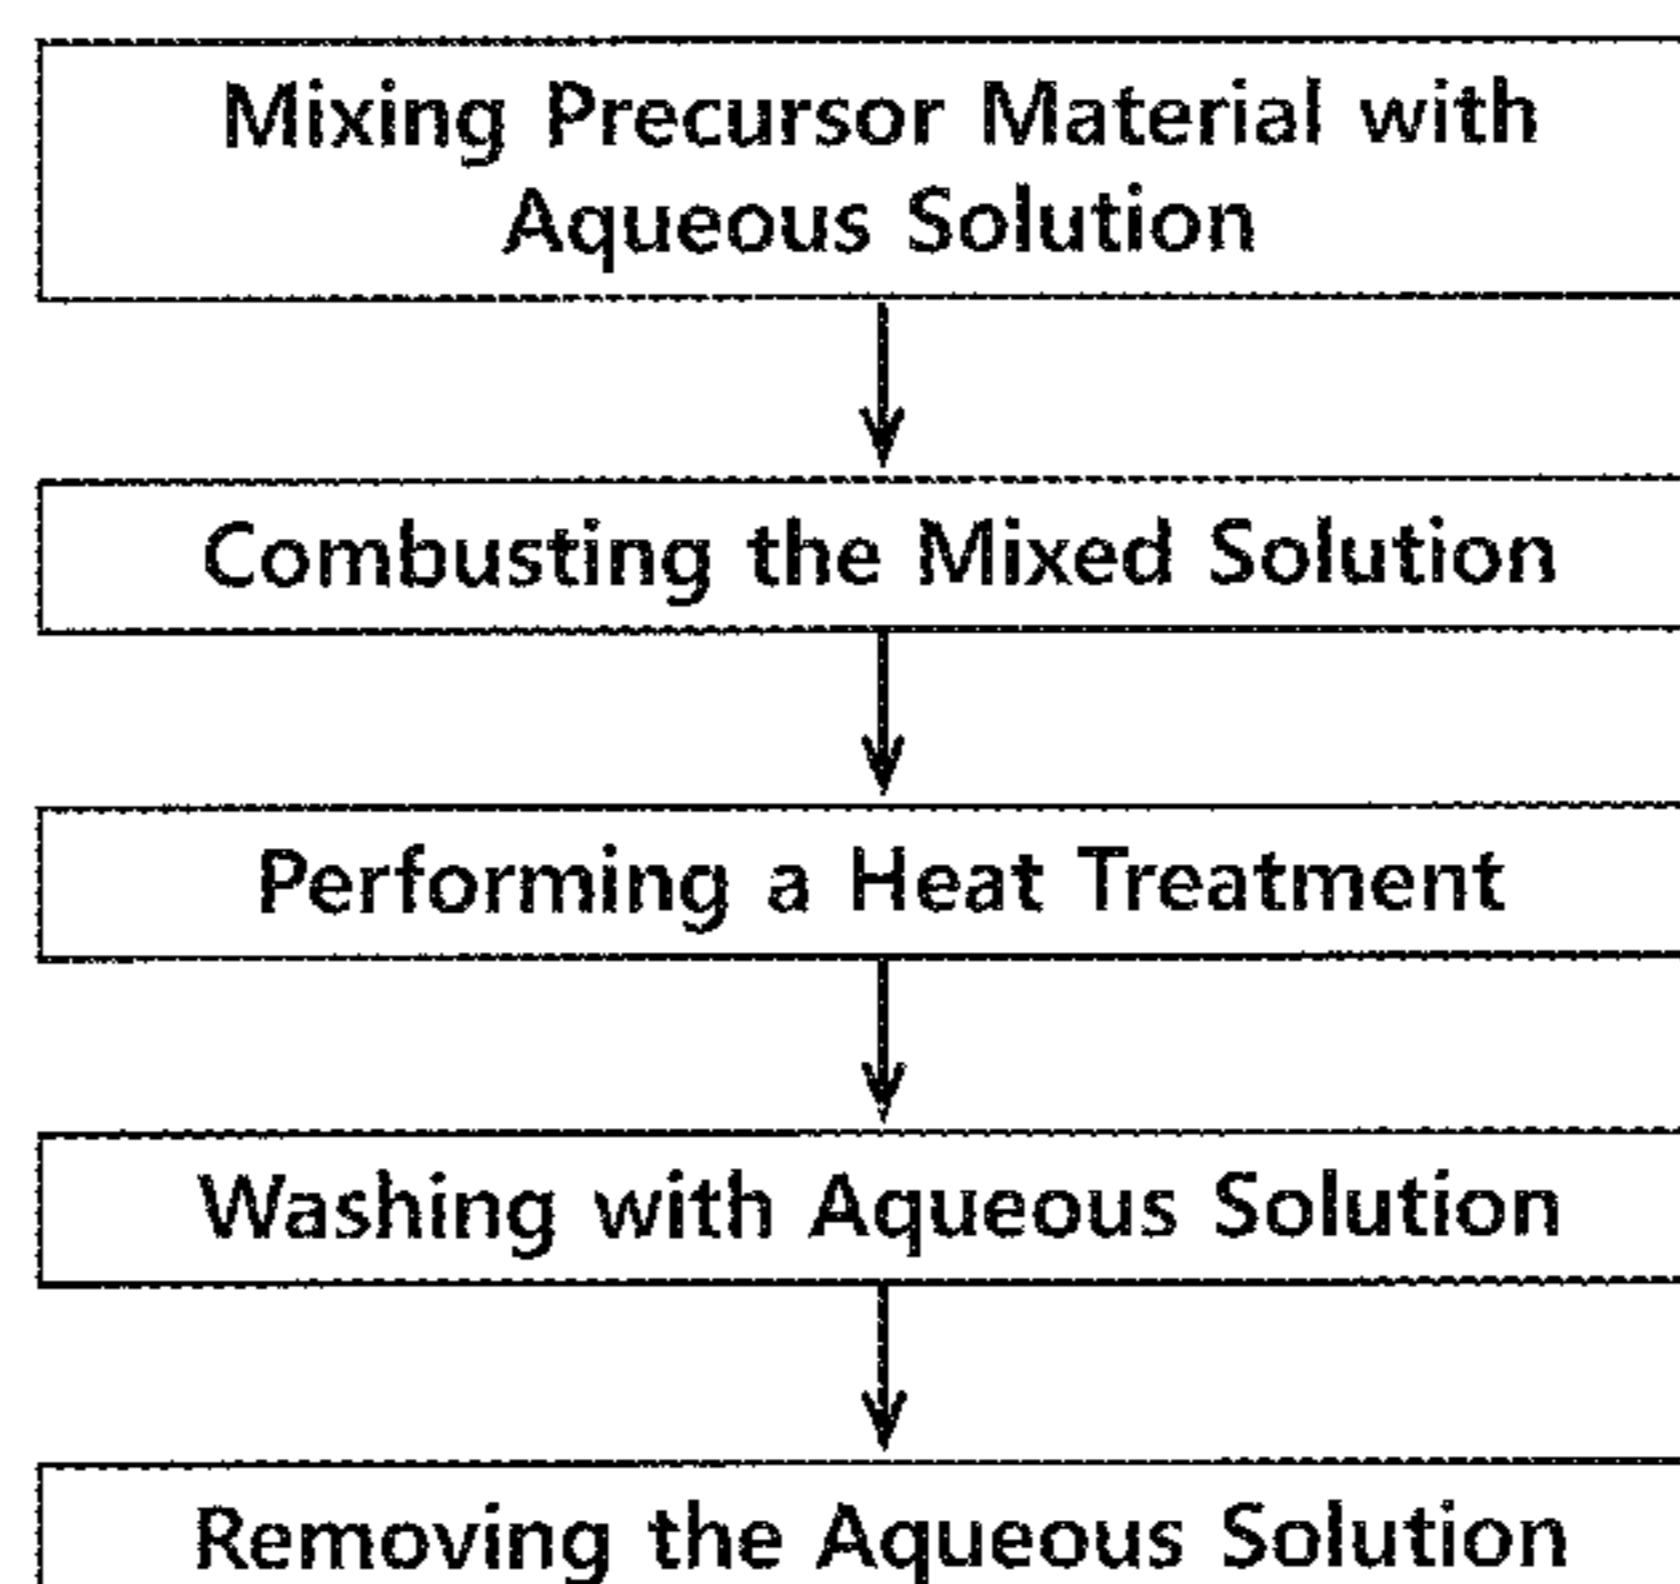 Mixing Precursor Material with
Aqueous Solution
Combusting the Mixed Solution
Performing a Heat Treatment
Washing with Aqueous Solution
Removing the Aqueous Solution